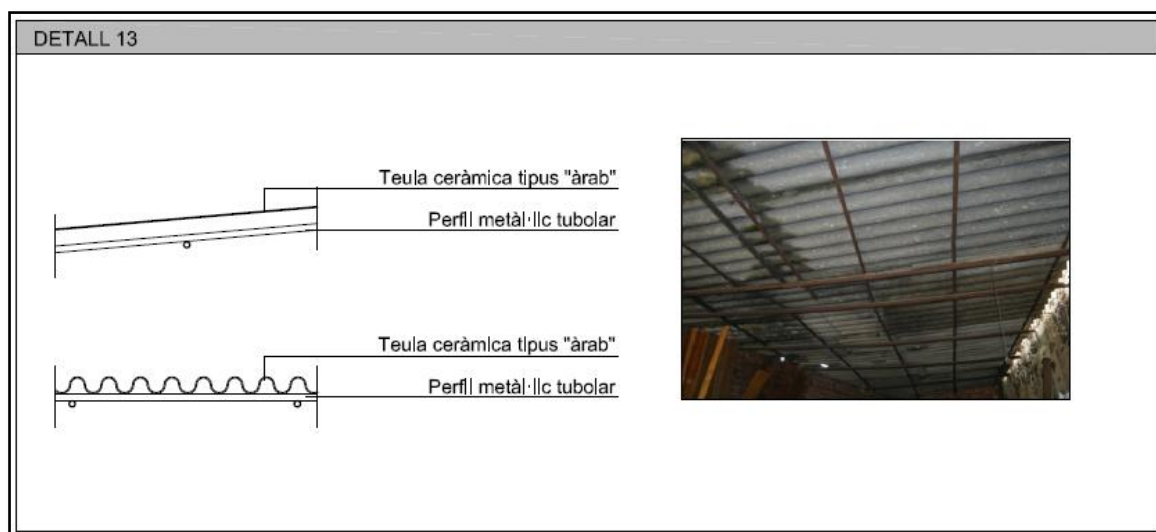 DETALL 13
Teula ceràmica tipus "àrab"
Perfil metàl·lic tubolar
Teula ceràmica tipus "àrab"
Perfil metàl·lic tubolar